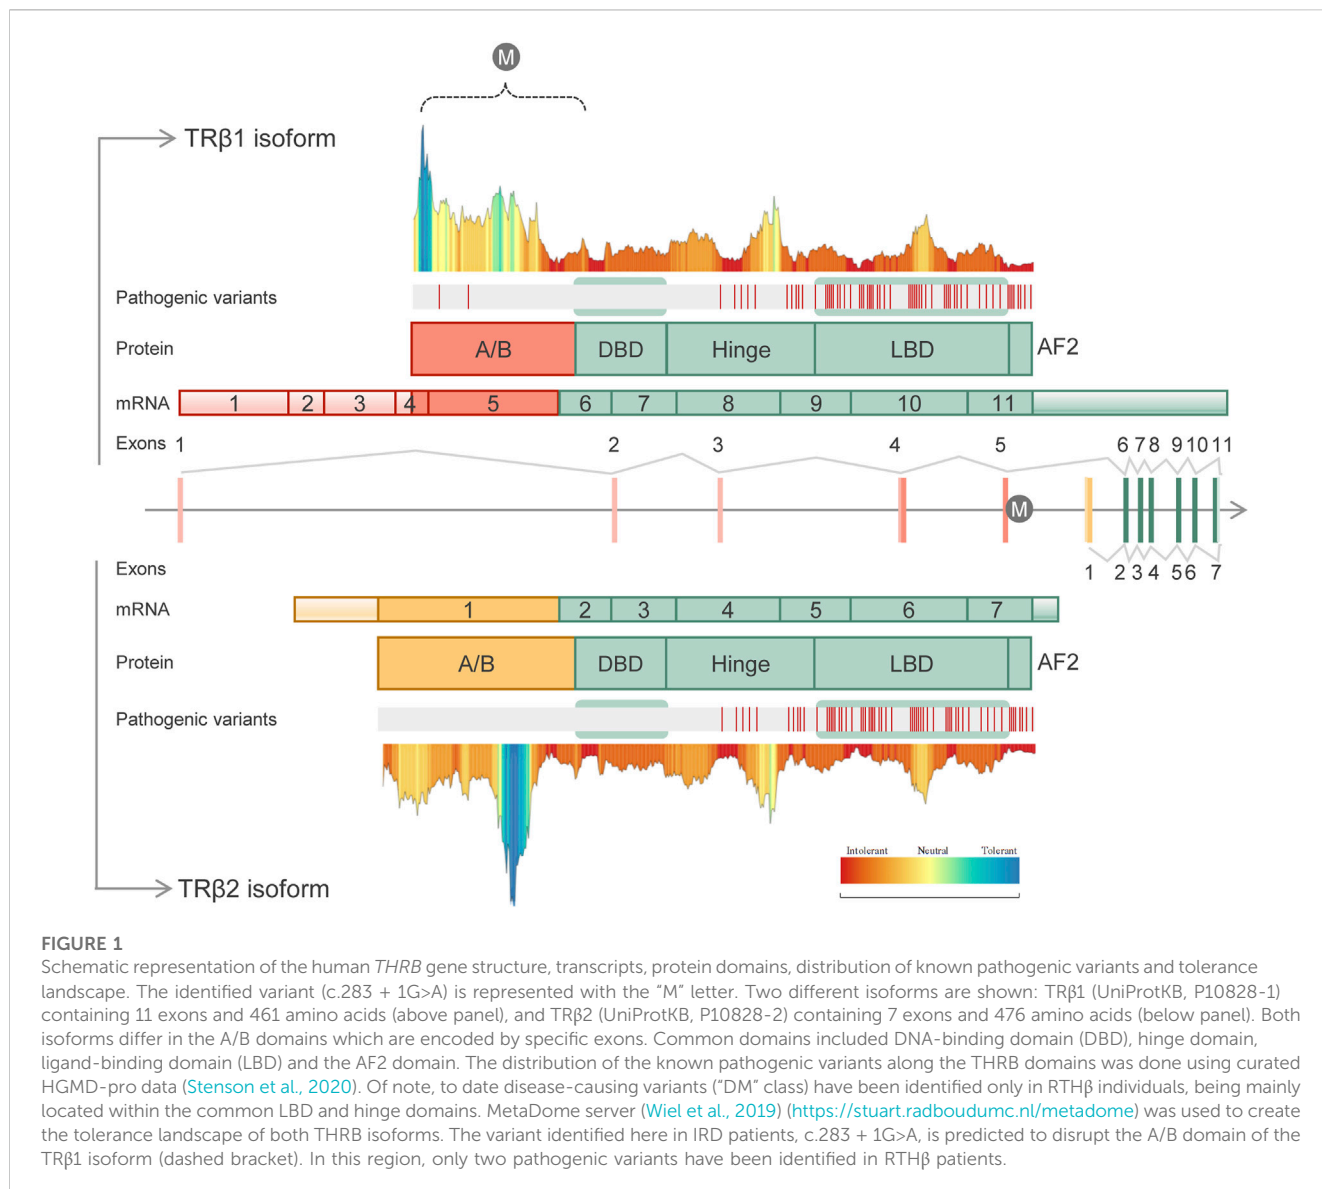 M
TRβ1 isoform
Pathogenic variants
Protein A/B DBD Hinge LBD AF2
mRNA 1 2 3 4 5 6 7 8 9 10 11
Exons 1 2 3 4 5 6 7 8 9 10 11
M
Exons 1 2 3 4 5 6 7
mRNA 1 2 3 4 5 6 7
Protein A/B DBD Hinge LBD AF2
Pathogenic variants
Intolerant Neutral Tolerant
TRβ2 isoform
FIGURE 1
Schematic representation of the human THRB gene structure, transcripts, protein domains, distribution of known pathogenic variants and tolerance
landscape. The identified variant (c.283 + 1G>A) is represented with the “M” letter. Two different isoforms are shown: TRβ1 (UniProtKB, P10828-1)
containing 11 exons and 461 amino acids (above panel), and TRβ2 (UniProtKB, P10828-2) containing 7 exons and 476 amino acids (below panel). Both
isoforms differ in the A/B domains which are encoded by specific exons. Common domains included DNA-binding domain (DBD), hinge domain,
ligand-binding domain (LBD) and the AF2 domain. The distribution of the known pathogenic variants along the THRB domains was done using curated
HGMD-pro data (Stenson et al., 2020). Of note, to date disease-causing variants (“DM” class) have been identified only in RTHβ individuals, being mainly
located within the common LBD and hinge domains. MetaDome server (Wiel et al., 2019) (https://stuart.radboudumc.nl/metadome) was used to create
the tolerance landscape of both THRB isoforms. The variant identified here in IRD patients, c.283 + 1G>A, is predicted to disrupt the A/B domain of the
TRβ1 isoform (dashed bracket). In this region, only two pathogenic variants have been identified in RTHβ patients.